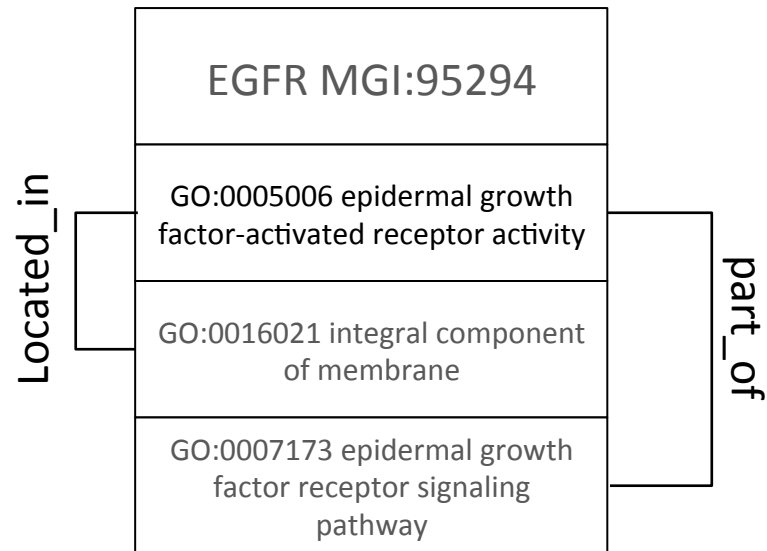 EGFR MGI:95294
Located_in
GO:0005006 epidermal growth
factor-activated receptor activity
part_of
GO:0016021 integral component
of membrane
GO:0007173 epidermal growth
factor receptor signaling
pathway